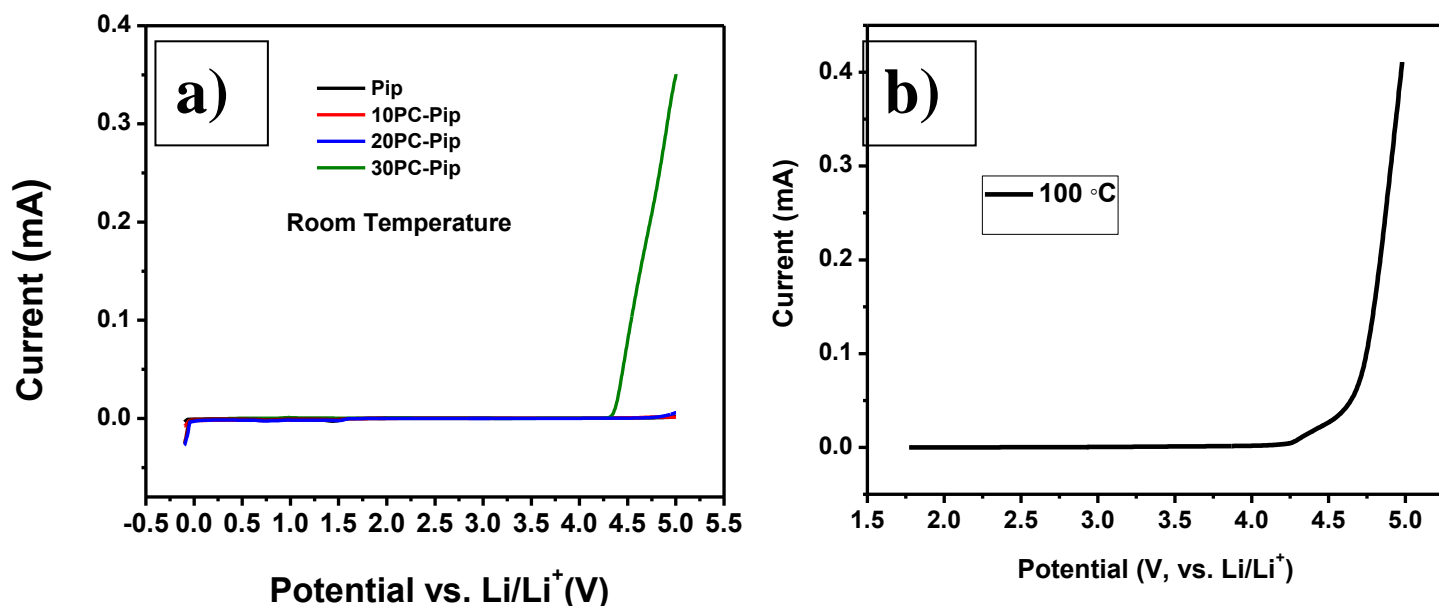 a)
Pip
10PC-Pip
20PC-Pip
30PC-Pip
Room Temperature
Current (mA)
0.4
0.3
0.2
0.1
0.0
-0.5 0.0 0.5 1.0 1.5 2.0 2.5 3.0 3.5 4.0 4.5 5.0 5.5
Potential vs. Li/Li⁺(V)
b)
100 °C
Current (mA)
0.4
0.3
0.2
0.1
0.0
1.5 2.0 2.5 3.0 3.5 4.0 4.5 5.0
Potential (V, vs. Li/Li⁺)